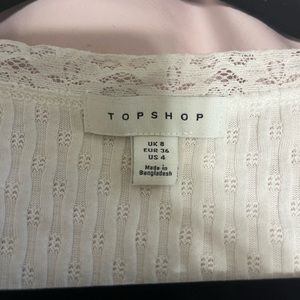 TOPSHOP
UK 8
EUR 36
US 4
Made in
Bangladesh